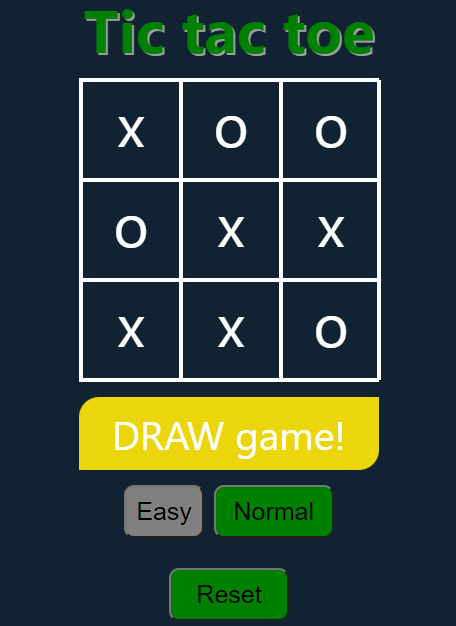 Tic tac toe
X O O
O X X
X X O
DRAW game!
Easy Normal
Reset